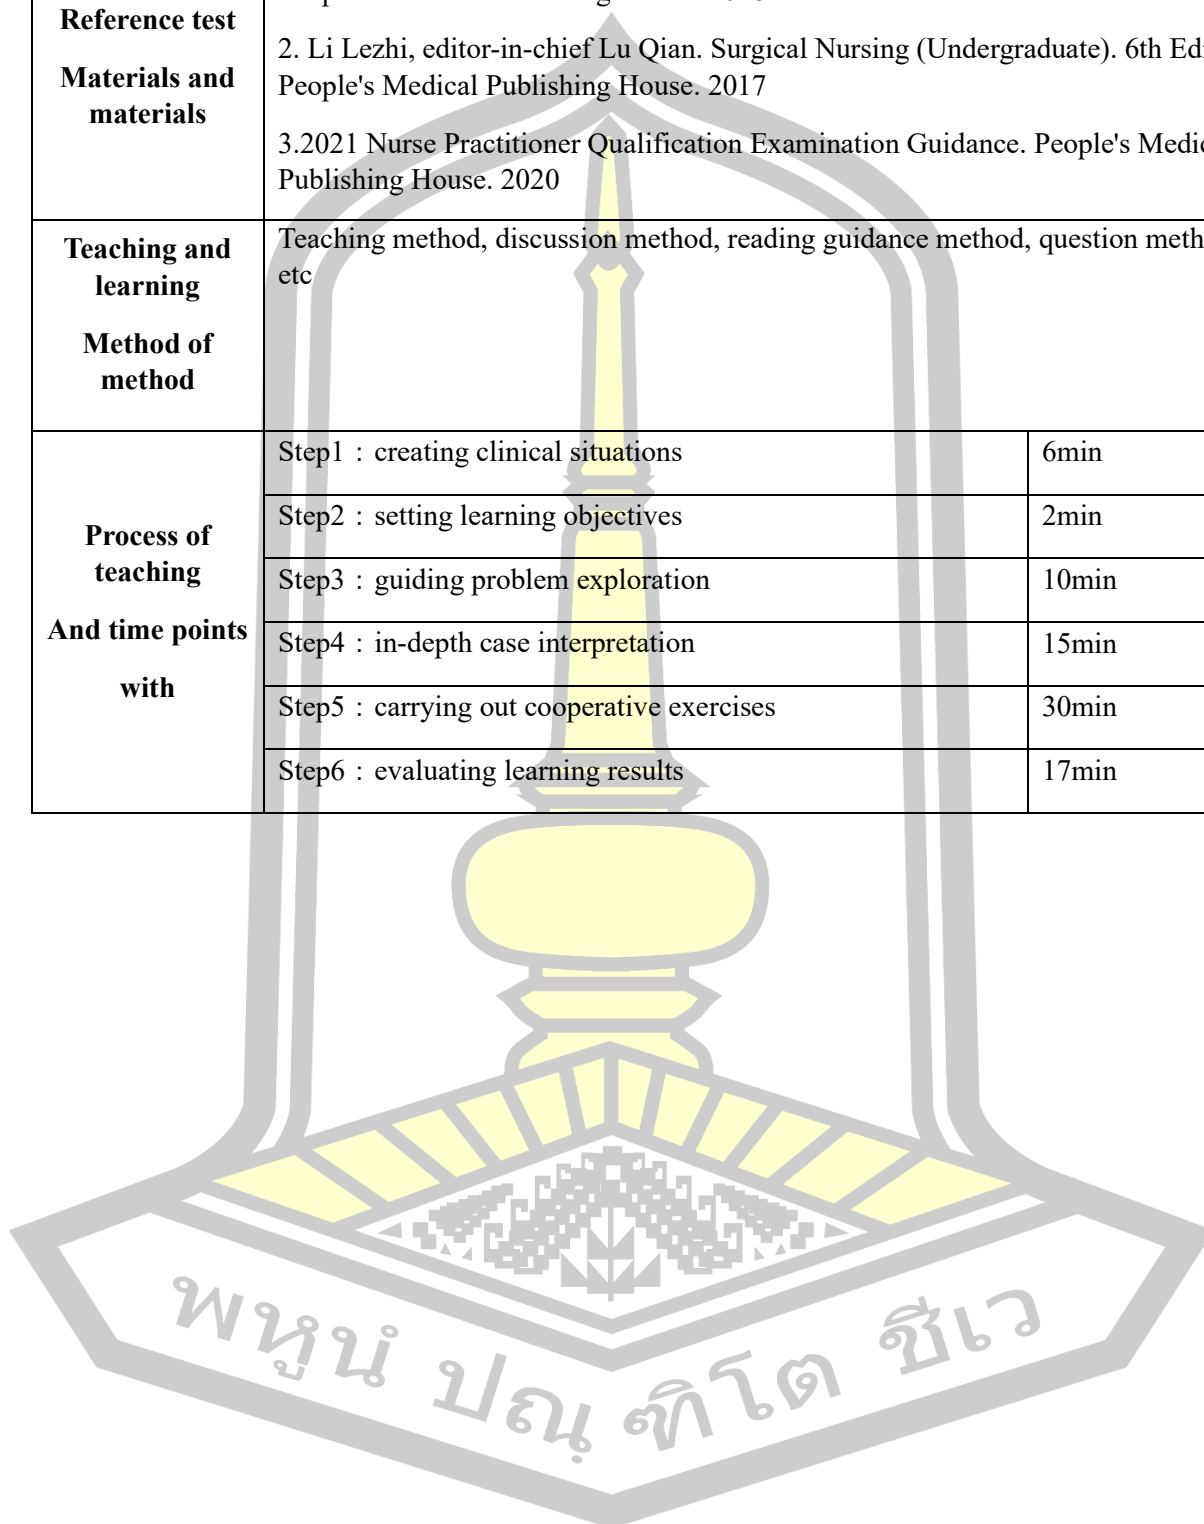 Reference test
Materials and
materials
2. Li Lezhi, editor-in-chief Lu Qian. Surgical Nursing (Undergraduate). 6th Edi
People's Medical Publishing House. 2017
3.2021 Nurse Practitioner Qualification Examination Guidance. People's Medic
Publishing House. 2020
Teaching and
learning
Method of
method
Teaching method, discussion method, reading guidance method, question meth
etc
Process of
teaching
And time points
with
Step1：creating clinical situations 6min
Step2：setting learning objectives 2min
Step3：guiding problem exploration 10min
Step4：in-depth case interpretation 15min
Step5：carrying out cooperative exercises 30min
Step6：evaluating learning results 17min
พหูนํ ปณฺฑิโต ชีเว